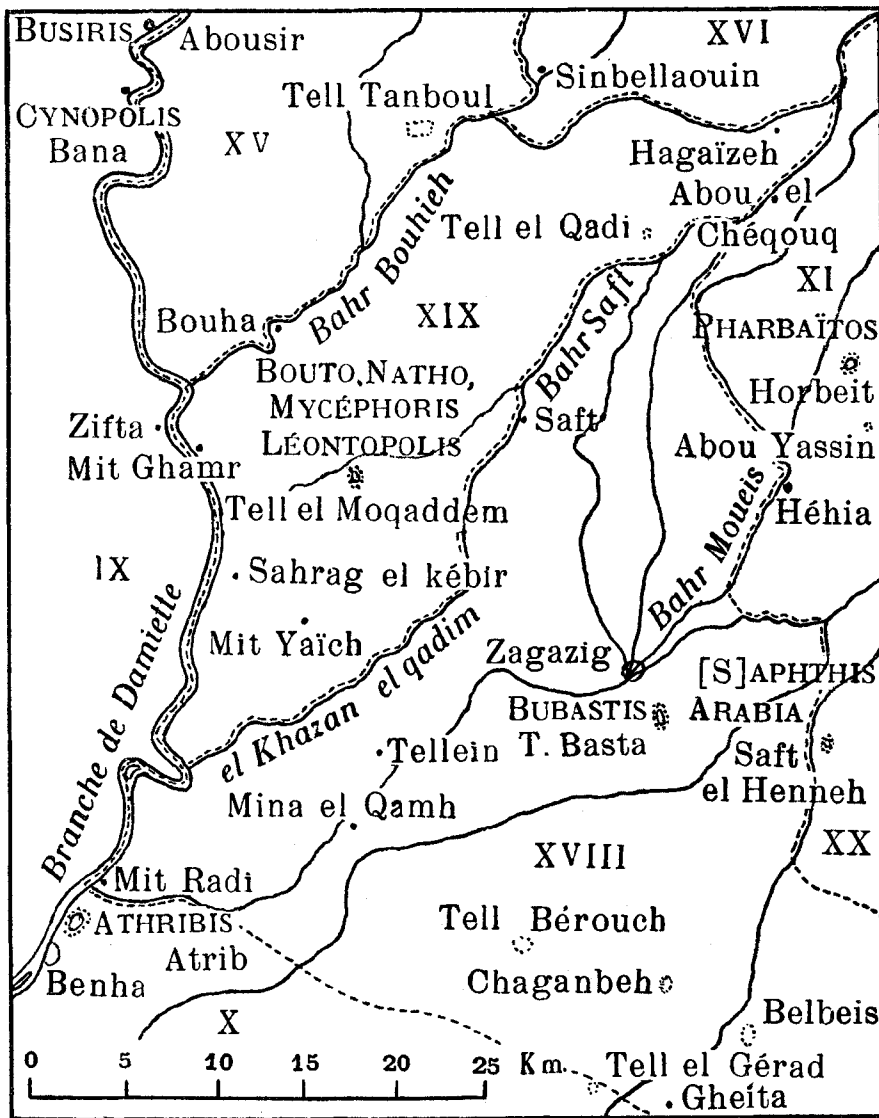 BUSIRIS
Abousir
XVI
Sinbellaouin
Tell Tanboul
CYNOPOLIS
Bana
XV
Hagaïzeh
Abou el
Chéqouq
Tell el Qadi
Bahr Bouhieh
Bahr Saft
XI
Bouha
XIX
PHARBAÏTOS
Horbeit
BOUTO, NATHO,
MYCÉPHORIS
LÉONTOPOLIS
Zifta
Mit Ghamr
Saft
Abou Yassin
Tell el Moqaddem
Bahr Moueis
Héhia
IX
Sahrag el kébir
Mit Yaïch
Branche de Damiette
el Khazan el qadim
Zagazig
[S]APHTHIS
ARABIA
BUBASTIS
T. Basta
Saft
el Henneh
Tellein
Mina el Qamh
XVIII
XX
Mit Radi
ATHRIBIS
Atrib
Benha
Tell Bérouch
Chaganbeh
Belbeis
X
0 5 10 15 20 25 Km.
Tell el Gérad
Gheita